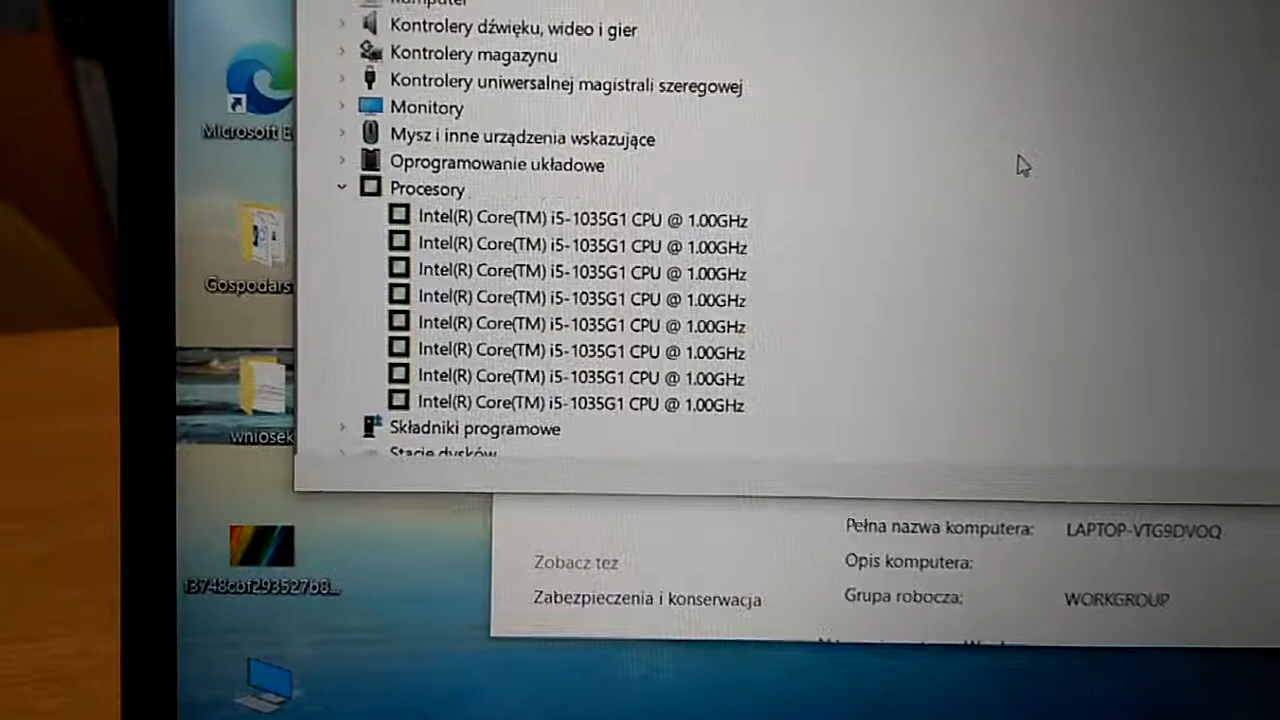 Komputer
Kontrolery dźwięku, wideo i gier
Kontrolery magazynu
Kontrolery uniwersalnej magistrali szeregowej
Monitory
Mysz i inne urządzenia wskazujące
Oprogramowanie układowe
Procesory
Intel(R) Core(TM) i5-1035G1 CPU @ 1.00GHz
Intel(R) Core(TM) i5-1035G1 CPU @ 1.00GHz
Intel(R) Core(TM) i5-1035G1 CPU @ 1.00GHz
Intel(R) Core(TM) i5-1035G1 CPU @ 1.00GHz
Intel(R) Core(TM) i5-1035G1 CPU @ 1.00GHz
Intel(R) Core(TM) i5-1035G1 CPU @ 1.00GHz
Intel(R) Core(TM) i5-1035G1 CPU @ 1.00GHz
Intel(R) Core(TM) i5-1035G1 CPU @ 1.00GHz
Składniki programowe
Stacje dysków
Microsoft E
Gospodars
wniosek
Zobacz też
Zabezpieczenia i konserwacja
Pełna nazwa komputera: LAPTOP-VTG9DVOQ
Opis komputera:
Grupa robocza: WORKGROUP